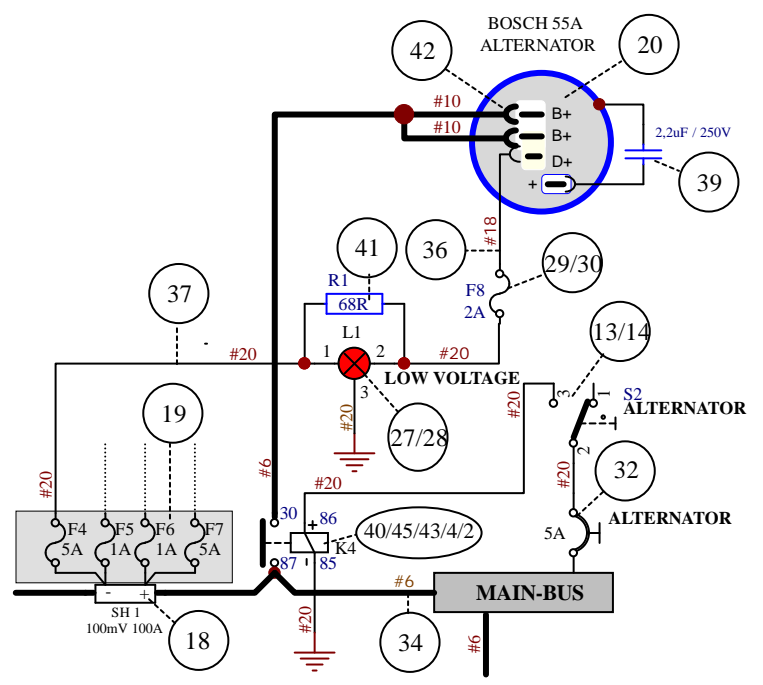 BOSCH 55A
ALTERNATOR
42
20
#10
B+
#10
B+
2,2uF / 250V
D+
+
39
#18
36
41
29/30
R1
F8
37
68R
2A
L1
13/14
#20
1
2
#20
LOW VOLTAGE
3
3
1
S2
ALTERNATOR
#20
#20
19
27/28
2
#6
#20
32
#20
#20
30
+
86
F4
F5
F6
F7
5A
1A
1A
5A
K4
40/45/43/4/2
5A
ALTERNATOR
87
-
85
#6
MAIN-BUS
-
+
SH 1
100mV 100A
18
#20
34
#6